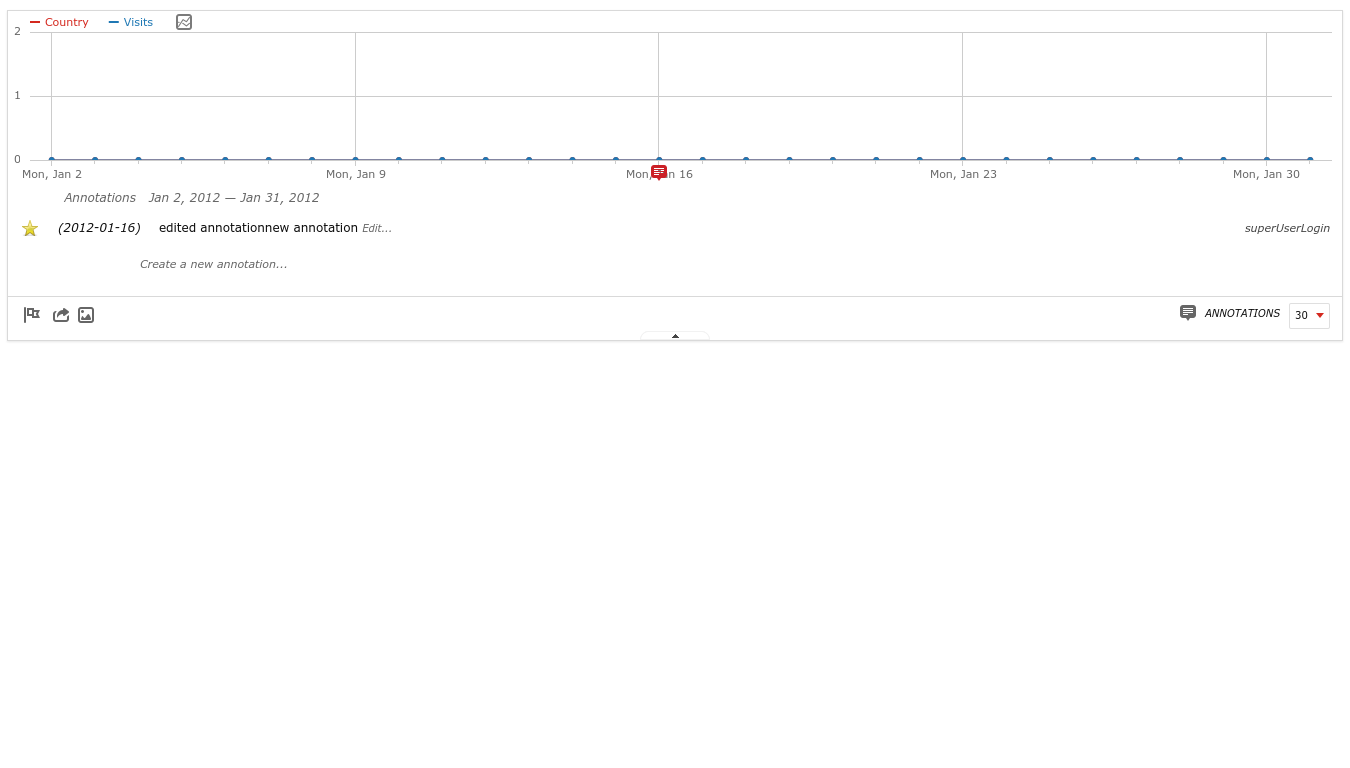 Country Visits
2
1
0
Mon, Jan 2 Mon, Jan 9 Mon, Jan 16 Mon, Jan 23 Mon, Jan 30
Annotations Jan 2, 2012 — Jan 31, 2012
(2012-01-16) edited annotationnew annotation Edit... superUserLogin
Create a new annotation...
ANNOTATIONS 30